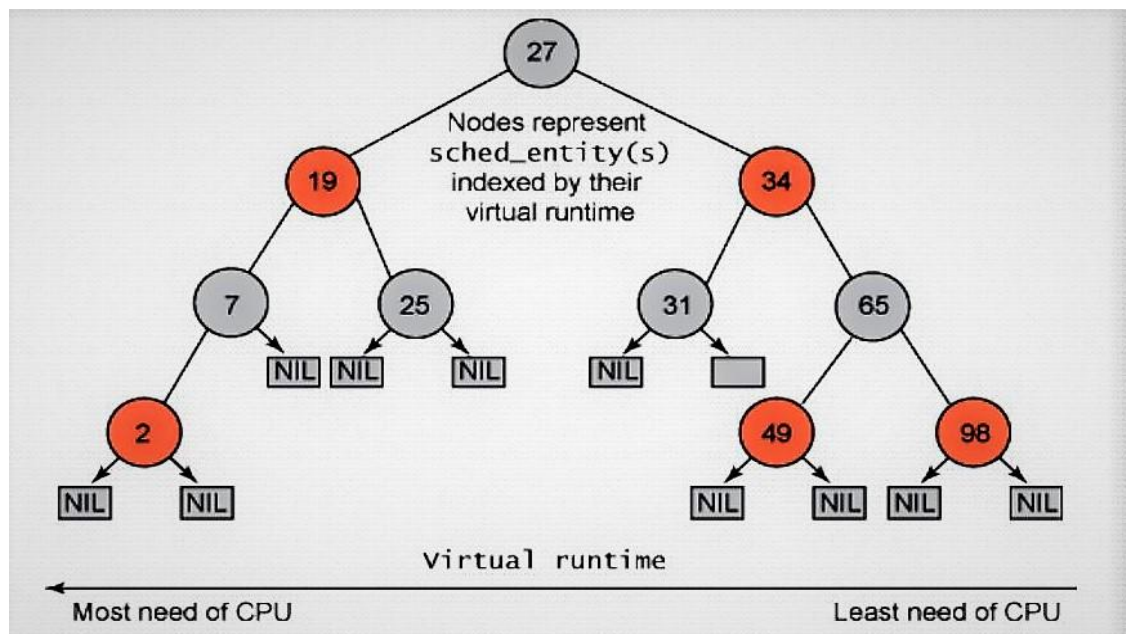 27
Nodes represent
sched_entity(s)
indexed by their
virtual runtime
19
34
7
25
31
65
NIL
NIL
NIL
NIL
2
49
98
NIL
NIL
NIL
NIL
NIL
NIL
Virtual runtime
Most need of CPU
Least need of CPU